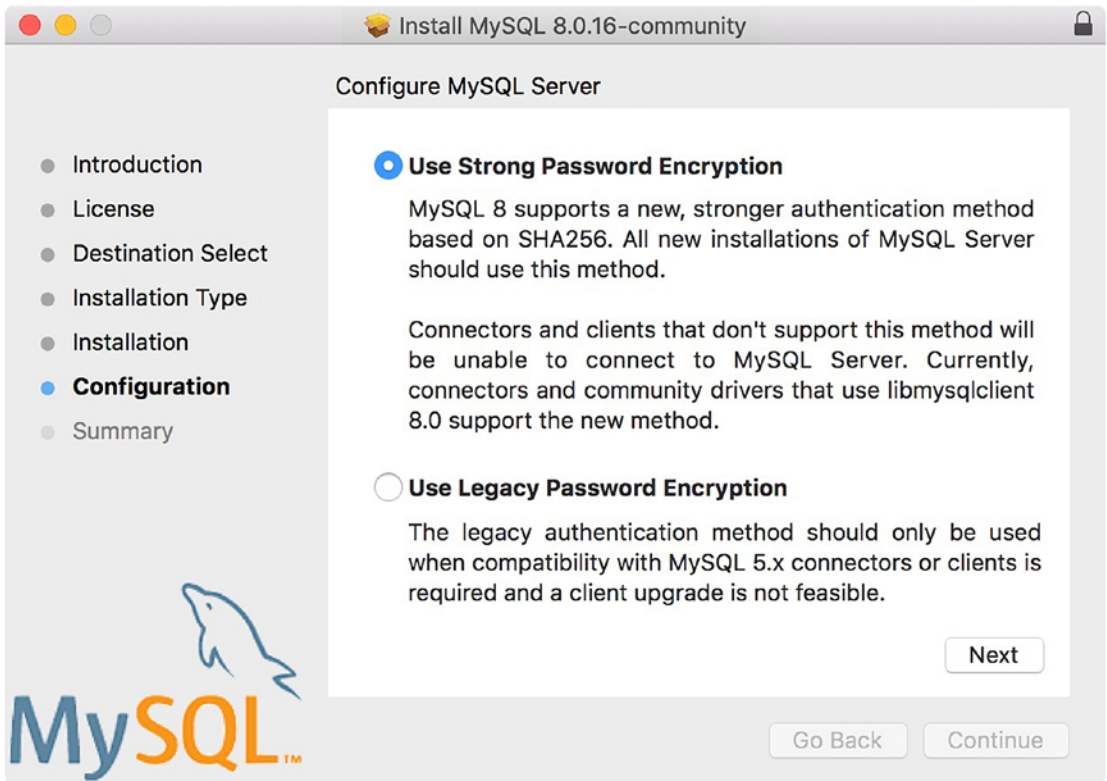 Install MySQL 8.0.16-community
Configure MySQL Server
Introduction
License
Destination Select
Installation Type
Installation
Configuration
Summary
Use Strong Password Encryption
MySQL 8 supports a new, stronger authentication method
based on SHA256. All new installations of MySQL Server
should use this method.
Connectors and clients that don't support this method will
be unable to connect to MySQL Server. Currently,
connectors and community drivers that use libmysqlclient
8.0 support the new method.
Use Legacy Password Encryption
The legacy authentication method should only be used
when compatibility with MySQL 5.x connectors or clients is
required and a client upgrade is not feasible.
Next
MySQL™
Go Back
Continue